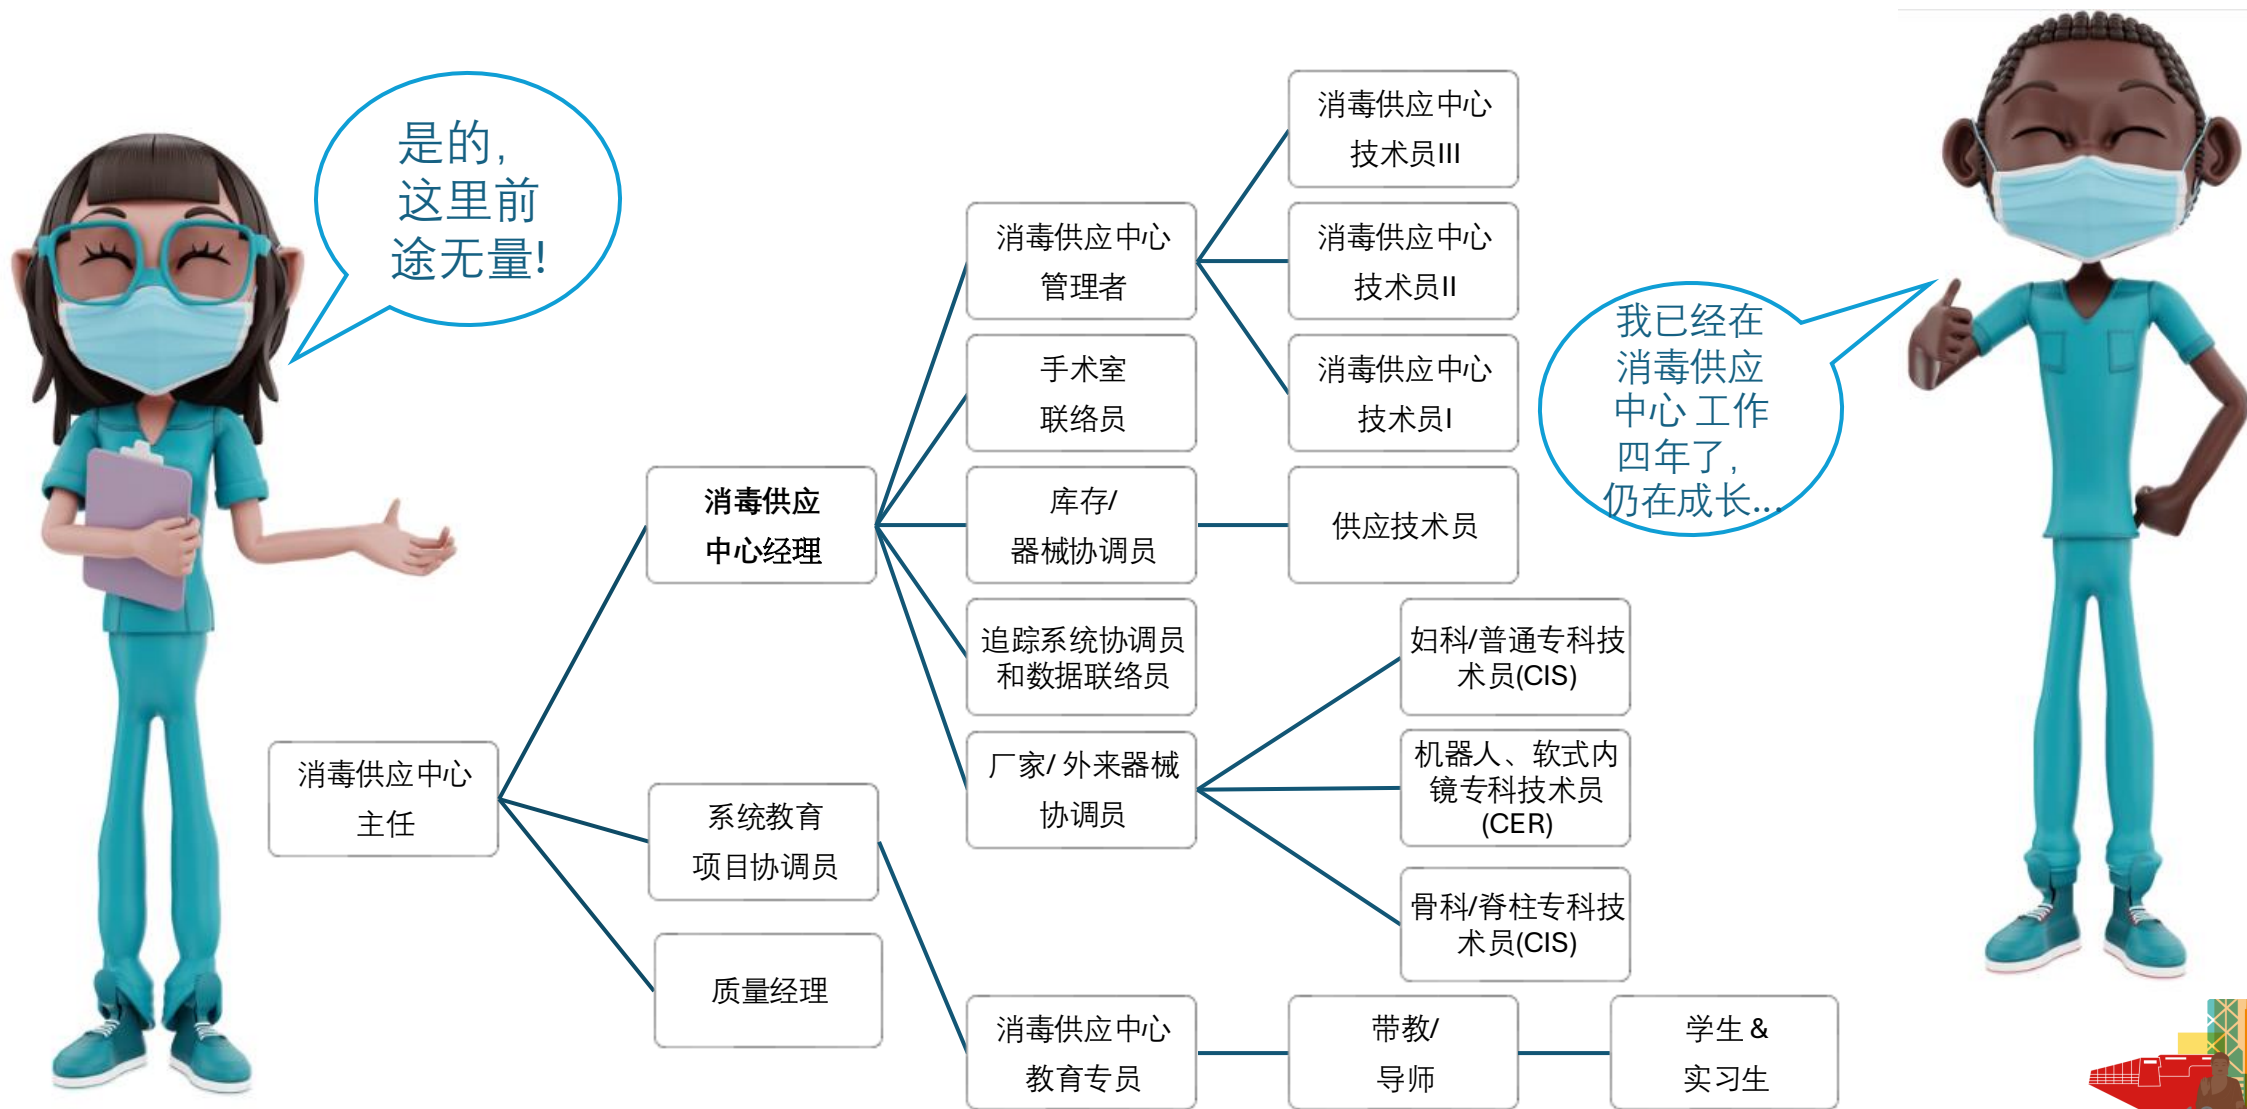 是的，
这里前
途无量!
消毒供应中心
技术员III
消毒供应中心
管理者
消毒供应中心
技术员II
手术室
联络员
消毒供应中心
技术员I
我已经在
消毒供应
中心 工作
四年了，
仍在成长...
消毒供应
中心经理
库存/
器械协调员
供应技术员
追踪系统协调员
和数据联络员
妇科/普通专科技
术员(CIS)
消毒供应中心
主任
系统教育
项目协调员
厂家/ 外来器械
协调员
机器人、软式内
镜专科技术员
(CER)
骨科/脊柱专科技
术员(CIS)
质量经理
消毒供应中心
教育专员
带教/
导师
学生 &
实习生